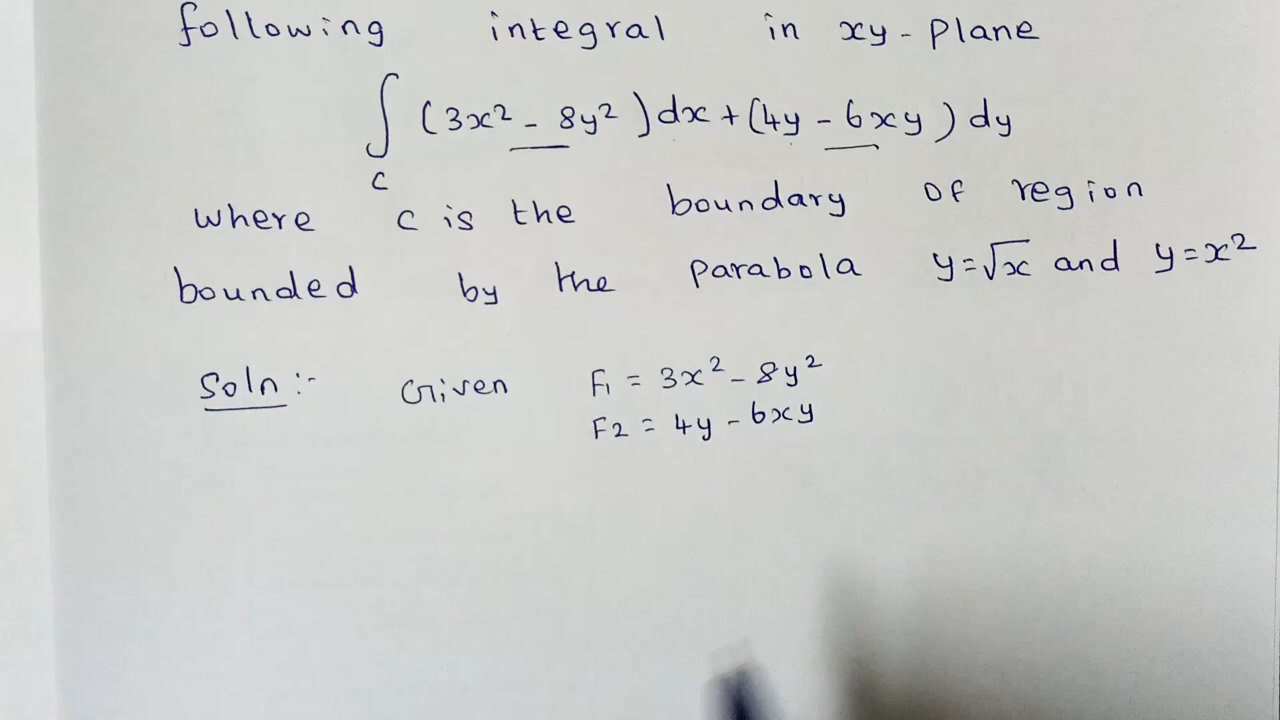 following integral in xy - plane
∫ (3x² - 8y²) dx + (4y - 6xy) dy
c
where c is the boundary of region
bounded by the parabola y=√x and y=x²
Soln :- Given F₁ = 3x² - 8y²
F2 = 4y - 6xy